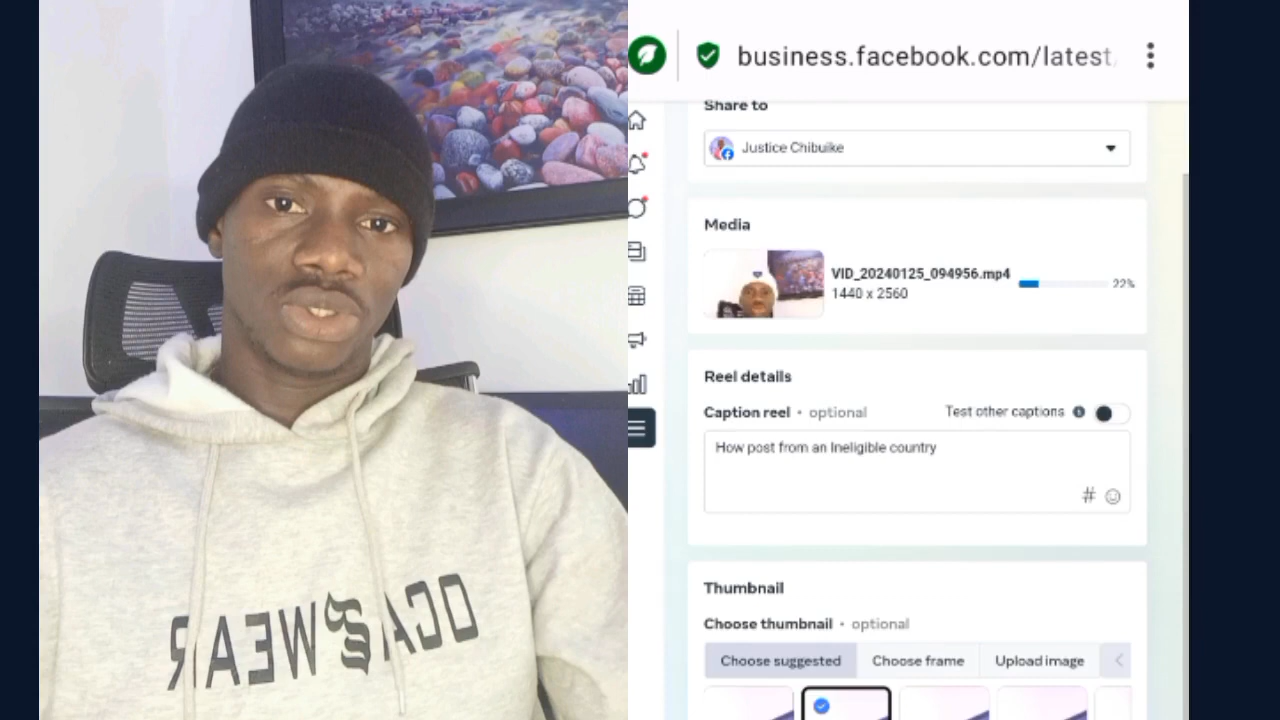 OCA WEAR
business.facebook.com/latest
Share to
Justice Chibuike
Media
VID_20240125_094956.mp4
1440 x 2560
22%
Reel details
Caption reel • optional
Test other captions
How post from an Ineligible country
#
Thumbnail
Choose thumbnail • optional
Choose suggested
Choose frame
Upload image